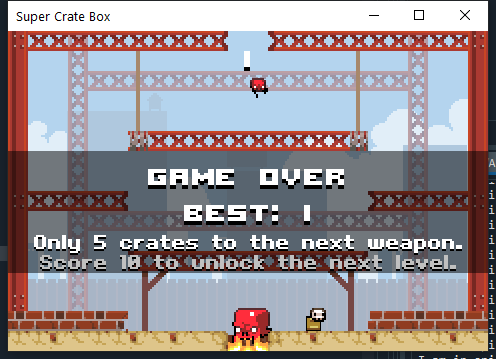 Super Crate Box
1
GAME OVER
BEST: 1
Only 5 crates to the next weapon.
Score 10 to unlock the next level.